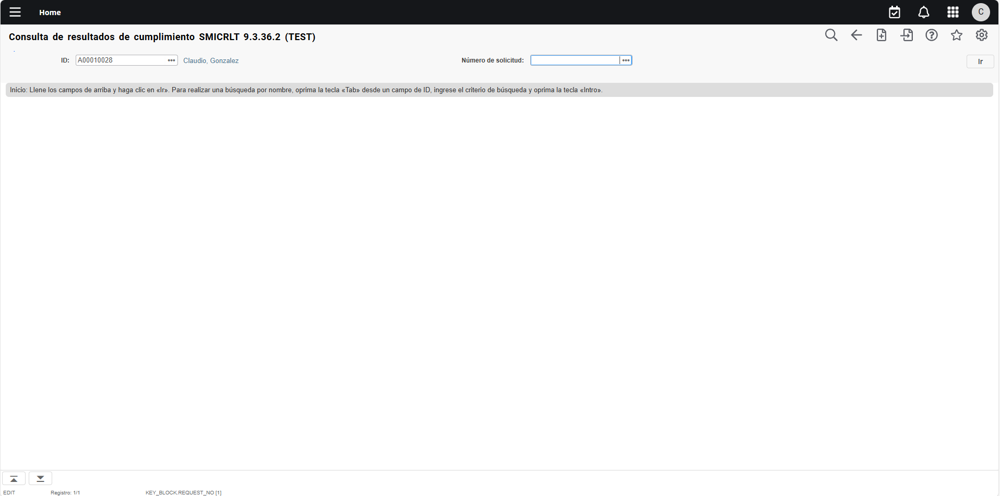 Home
C
Consulta de resultados de cumplimiento SMICRLT 9.3.36.2 (TEST)
ID: A00010028 ••• Claudio, Gonzalez Número de solicitud: ••• Ir
Inicio: Llene los campos de arriba y haga clic en «Ir». Para realizar una búsqueda por nombre, oprima la tecla «Tab» desde un campo de ID, ingrese el criterio de búsqueda y oprima la tecla «Intro».
EDIT Registro: 1/1 KEY_BLOCK.REQUEST_NO [1]